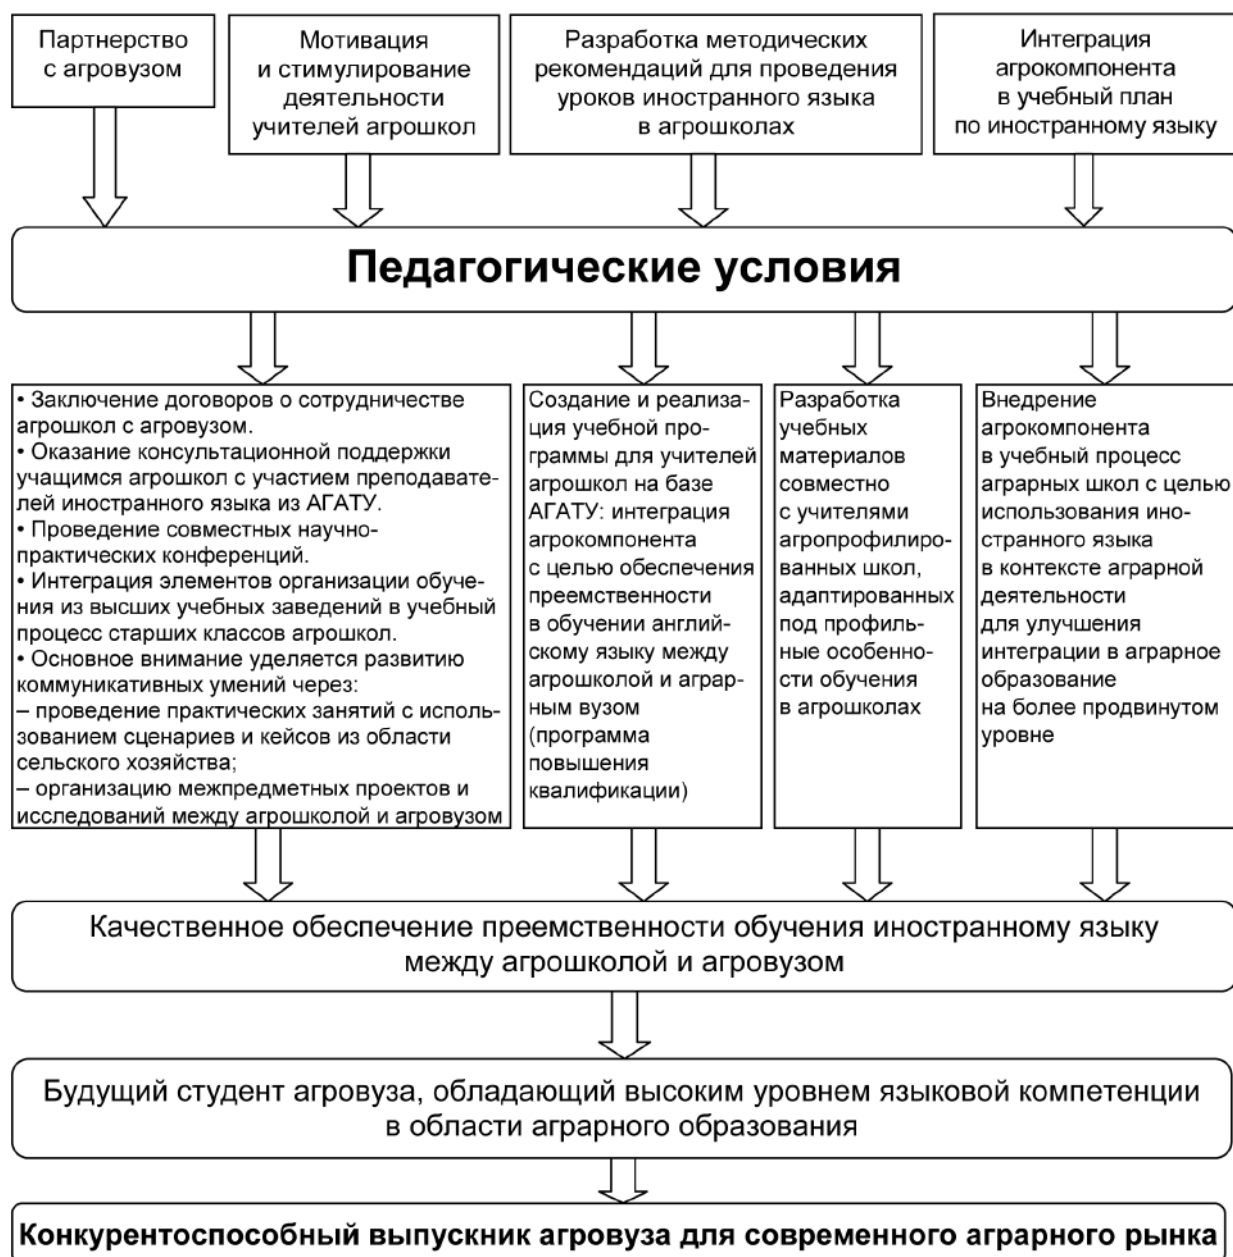 Партнерство
с агровузом
Мотивация
и стимулирование
деятельности
учителей агрошкол
Разработка методических
рекомендаций для проведения
уроков иностранного языка
в агрошколах
Интеграция
агрокомпонента
в учебный план
по иностранному языку
Педагогические условия
• Заключение договоров о сотрудничестве
агрошкол с агровузом.
• Оказание консультационной поддержки
учащимся агрошкол с участием преподавате-
лей иностранного языка из АГАТУ.
• Проведение совместных научно-
практических конференций.
• Интеграция элементов организации обуче-
ния из высших учебных заведений в учебный
процесс старших классов агрошкол.
• Основное внимание уделяется развитию
коммуникативных умений через:
– проведение практических занятий с исполь-
зованием сценариев и кейсов из области
сельского хозяйства;
– организацию межпредметных проектов и
исследований между агрошколой и агровузом
Создание и реализа-
ция учебной про-
граммы для учителей
агрошкол на базе
АГАТУ: интеграция
агрокомпонента
с целью обеспечения
преемственности
в обучении англий-
скому языку между
агрошколой и аграр-
ным вузом
(программа
повышения
квалификации)
Разработка
учебных
материалов
совместно
с учителями
агропрофилиро-
ванных школ,
адаптированных
под профиль-
ные особенно-
сти обучения
в агрошколах
Внедрение
агрокомпонента
в учебный процесс
аграрных школ с целью
использования ино-
странного языка
в контексте аграрной
деятельности
для улучшения
интеграции в аграрное
образование
на более продвинутом
уровне
Качественное обеспечение преемственности обучения иностранному языку
между агрошколой и агровузом
Будущий студент агровуза, обладающий высоким уровнем языковой компетенции
в области аграрного образования
Конкурентоспособный выпускник агровуза для современного аграрного рынка